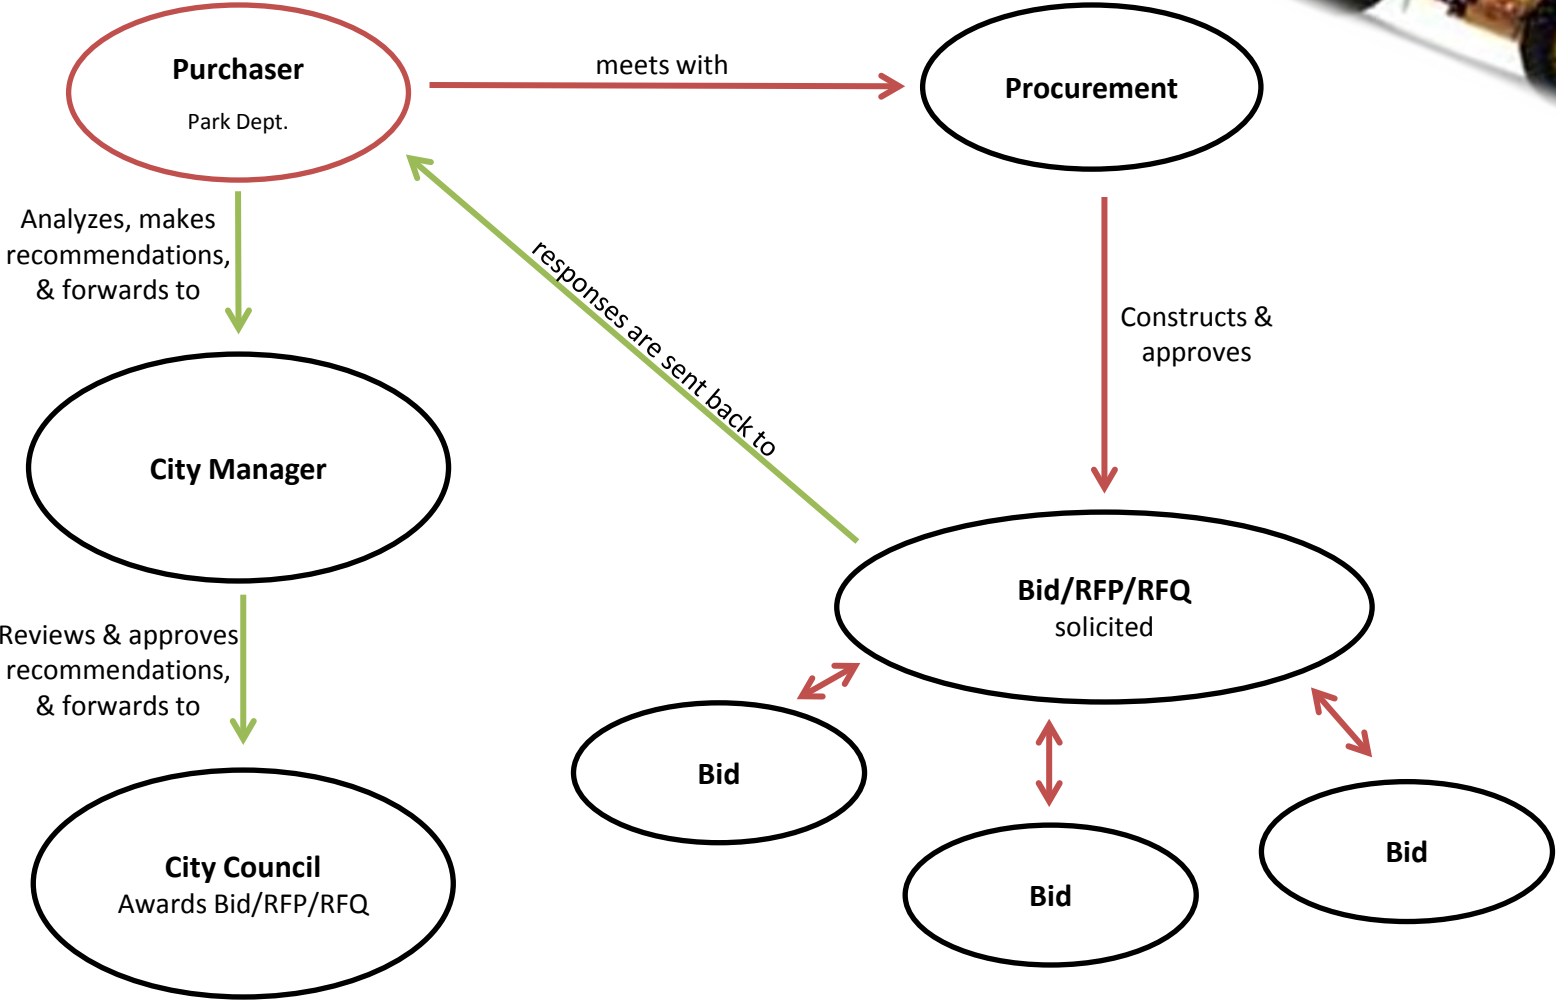 Purchaser
Park Dept.
meets with
Procurement
Analyzes, makes
recommendations,
& forwards to
responses are sent back to
Constructs &
approves
City Manager
Bid/RFP/RFQ
solicited
Reviews & approves
recommendations,
& forwards to
Bid
Bid
Bid
City Council
Awards Bid/RFP/RFQ